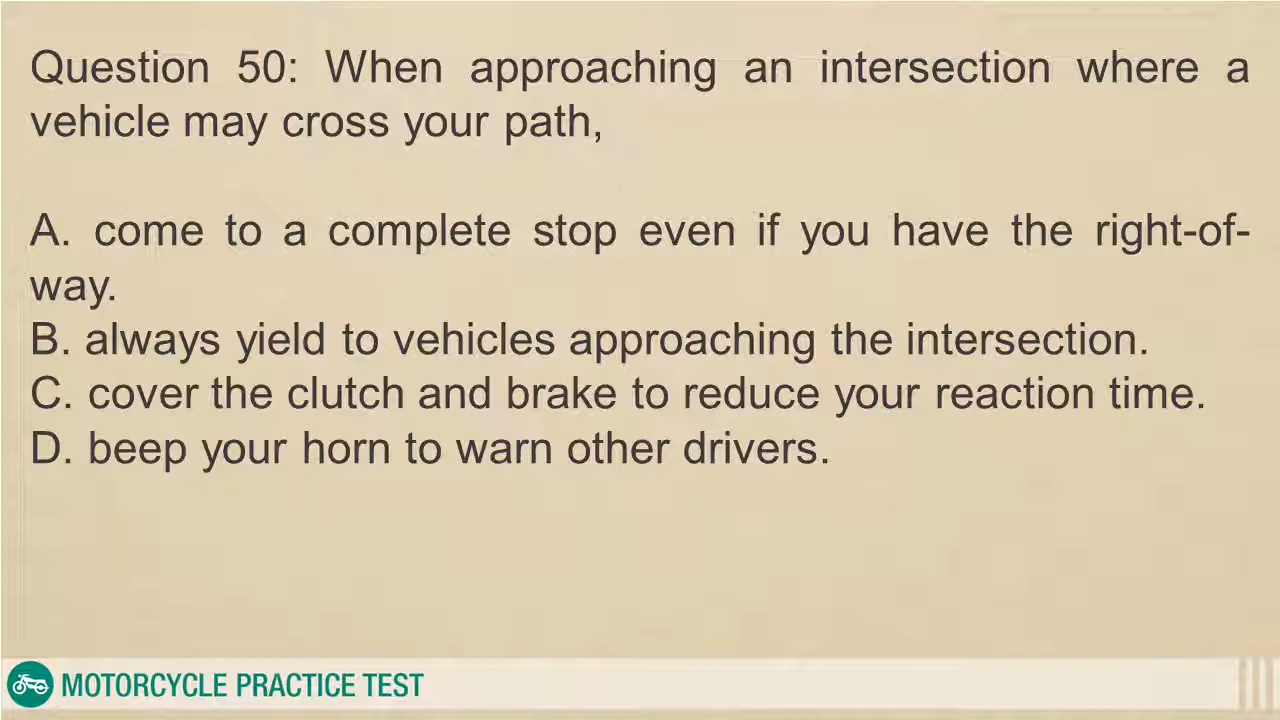 Question 50: When approaching an intersection where a
vehicle may cross your path,
A. come to a complete stop even if you have the right-of-
way.
B. always yield to vehicles approaching the intersection.
C. cover the clutch and brake to reduce your reaction time.
D. beep your horn to warn other drivers.
MOTORCYCLE PRACTICE TEST